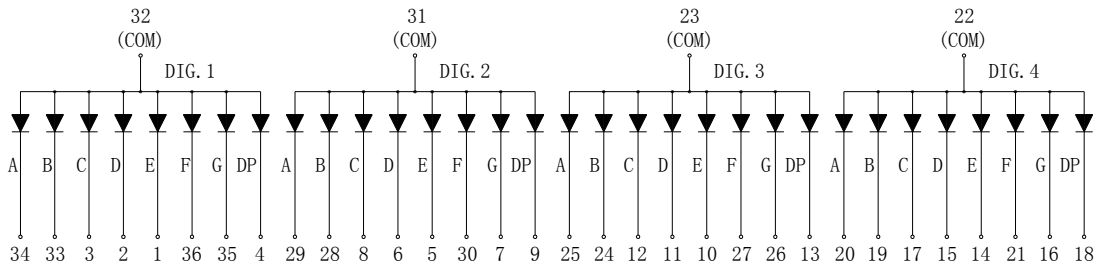 32 31 23 22
(COM) (COM) (COM) (COM)
DIG.1 DIG.2 DIG.3 DIG.4
A B C D E F G DP A B C D E F G DP A B C D E F G DP A B C D E F G DP
34 33 3 2 1 36 35 4 29 28 8 6 5 30 7 9 25 24 12 11 10 27 26 13 20 19 17 15 14 21 16 18